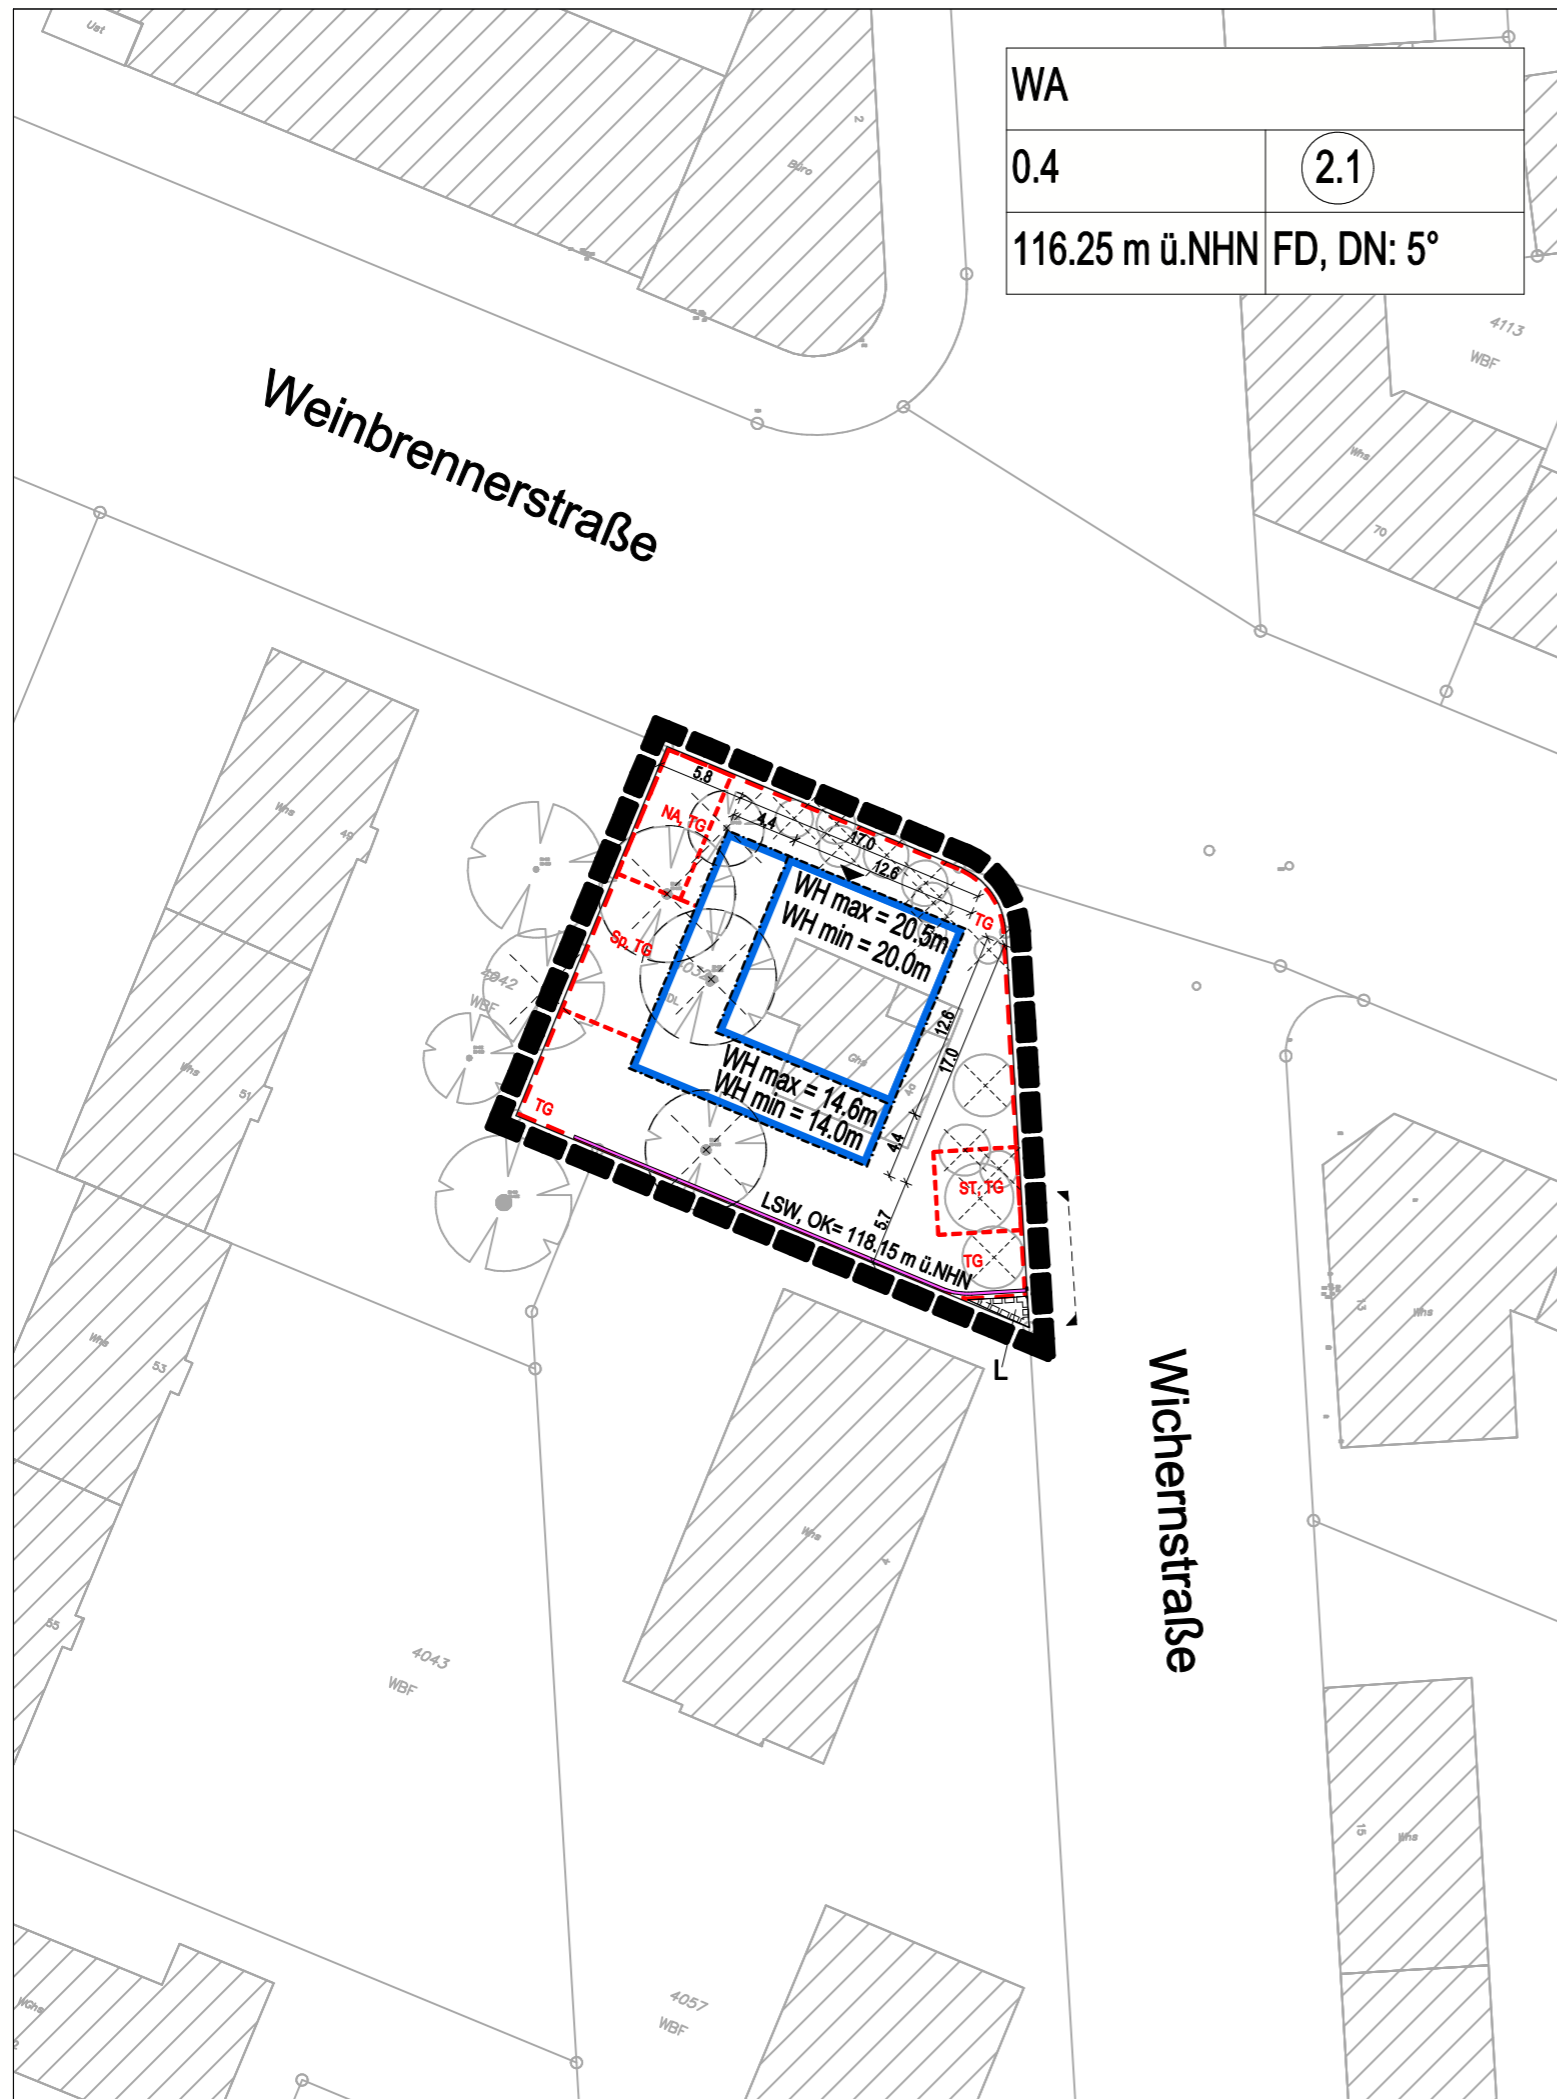 Ust
2
Büro
WA
0.4
2.1
116.25 m ü.NHN
FD, DN: 5°
4113
WBF
Whs
70
Weinbrennerstraße
Whs
49
5.8
NA, TG
4.4
17.0
12.6
WH max = 20.5m
WH min = 20.0m
TG
Sp, TG
4042
WBF
Ghs
12.6
17.0
WH max = 14.6m
WH min = 14.0m
4.4
Whs
51
TG
ST, TG
LSW, OK= 118.15 m ü.NHN
5.7
TG
L
13
Whs
Whs
53
Wichernstraße
Whs
4
55
4043
WBF
15
Whs
WGhs
4057
WBF